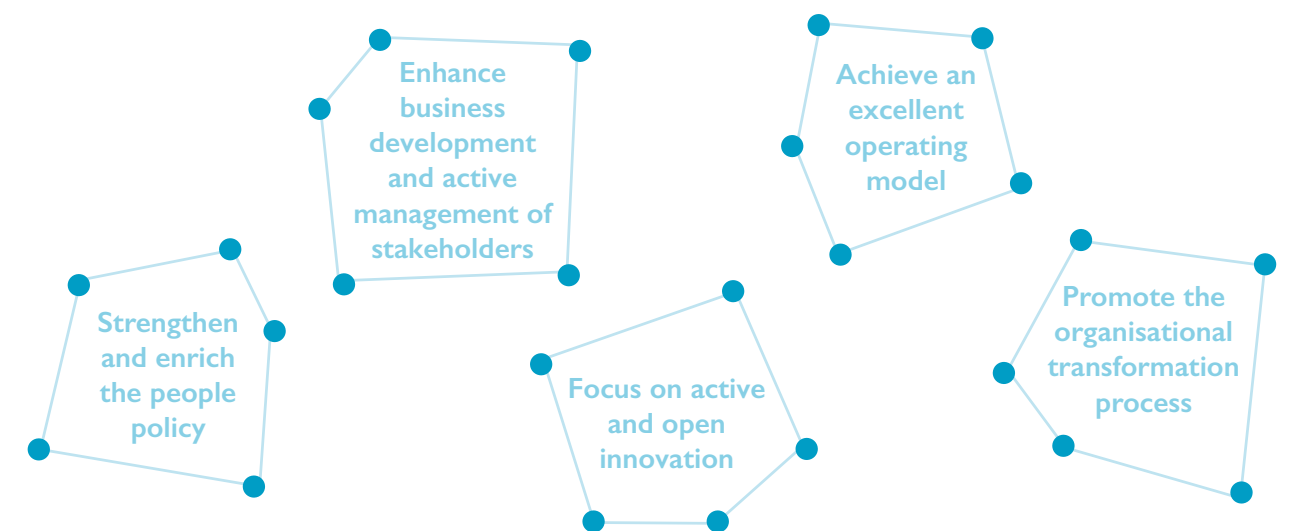 Enhance
business
development
and active
management of
stakeholders
Achieve an
excellent
operating
model
Strengthen
and enrich
the people
policy
Focus on active
and open
innovation
Promote the
organisational
transformation
process